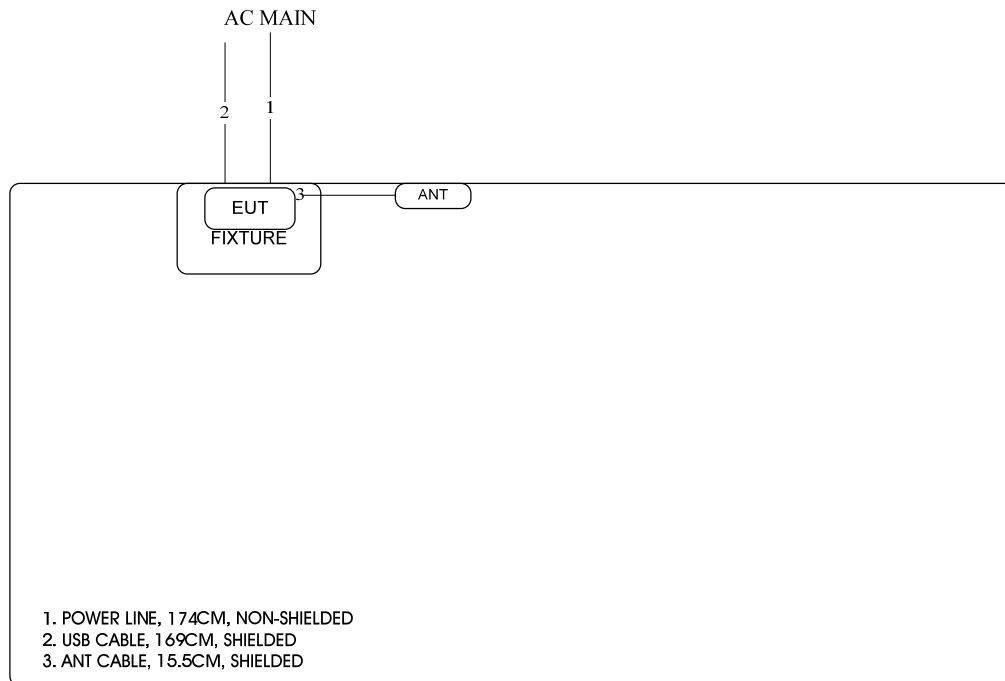 AC MAIN
2
1
3
ANT
EUT
FIXTURE
1. POWER LINE, 174CM, NON-SHIELDED
2. USB CABLE, 169CM, SHIELDED
3. ANT CABLE, 15.5CM, SHIELDED